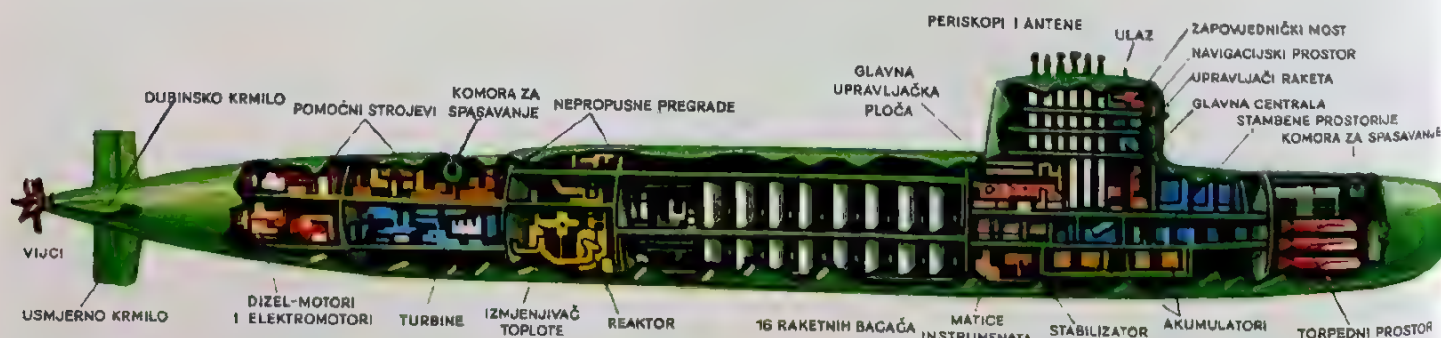 PERISKOPI I ANTENE
ULAZ
ZAPOVJEDNIČKI MOST
NAVIGACIJSKI PROSTOR
UPRAVLJAČI RAKETA
GLAVNA CENTRALA
STAMBENE PROSTORIJE
KOMORA ZA SPASAVANJE
GLAVNA
UPRAVLJAČKA
PLOČA
DUBINSKO KRMILO
POMOĆNI STROJEVI
KOMORA ZA
SPASAVANJE
NEPROPUSNE PREGRADE
VIJCI
USMJERNO KRMILO
DIZEL-MOTORI
I ELEKTROMOTORI
TURBINE
IZMJENJIVAČ
TOPLOTE
REAKTOR
16 RAKETNIH BACAČA
MATICE
INSTRUMENATA
STABILIZATOR
AKUMULATORI
TORPEDNI PROSTOR